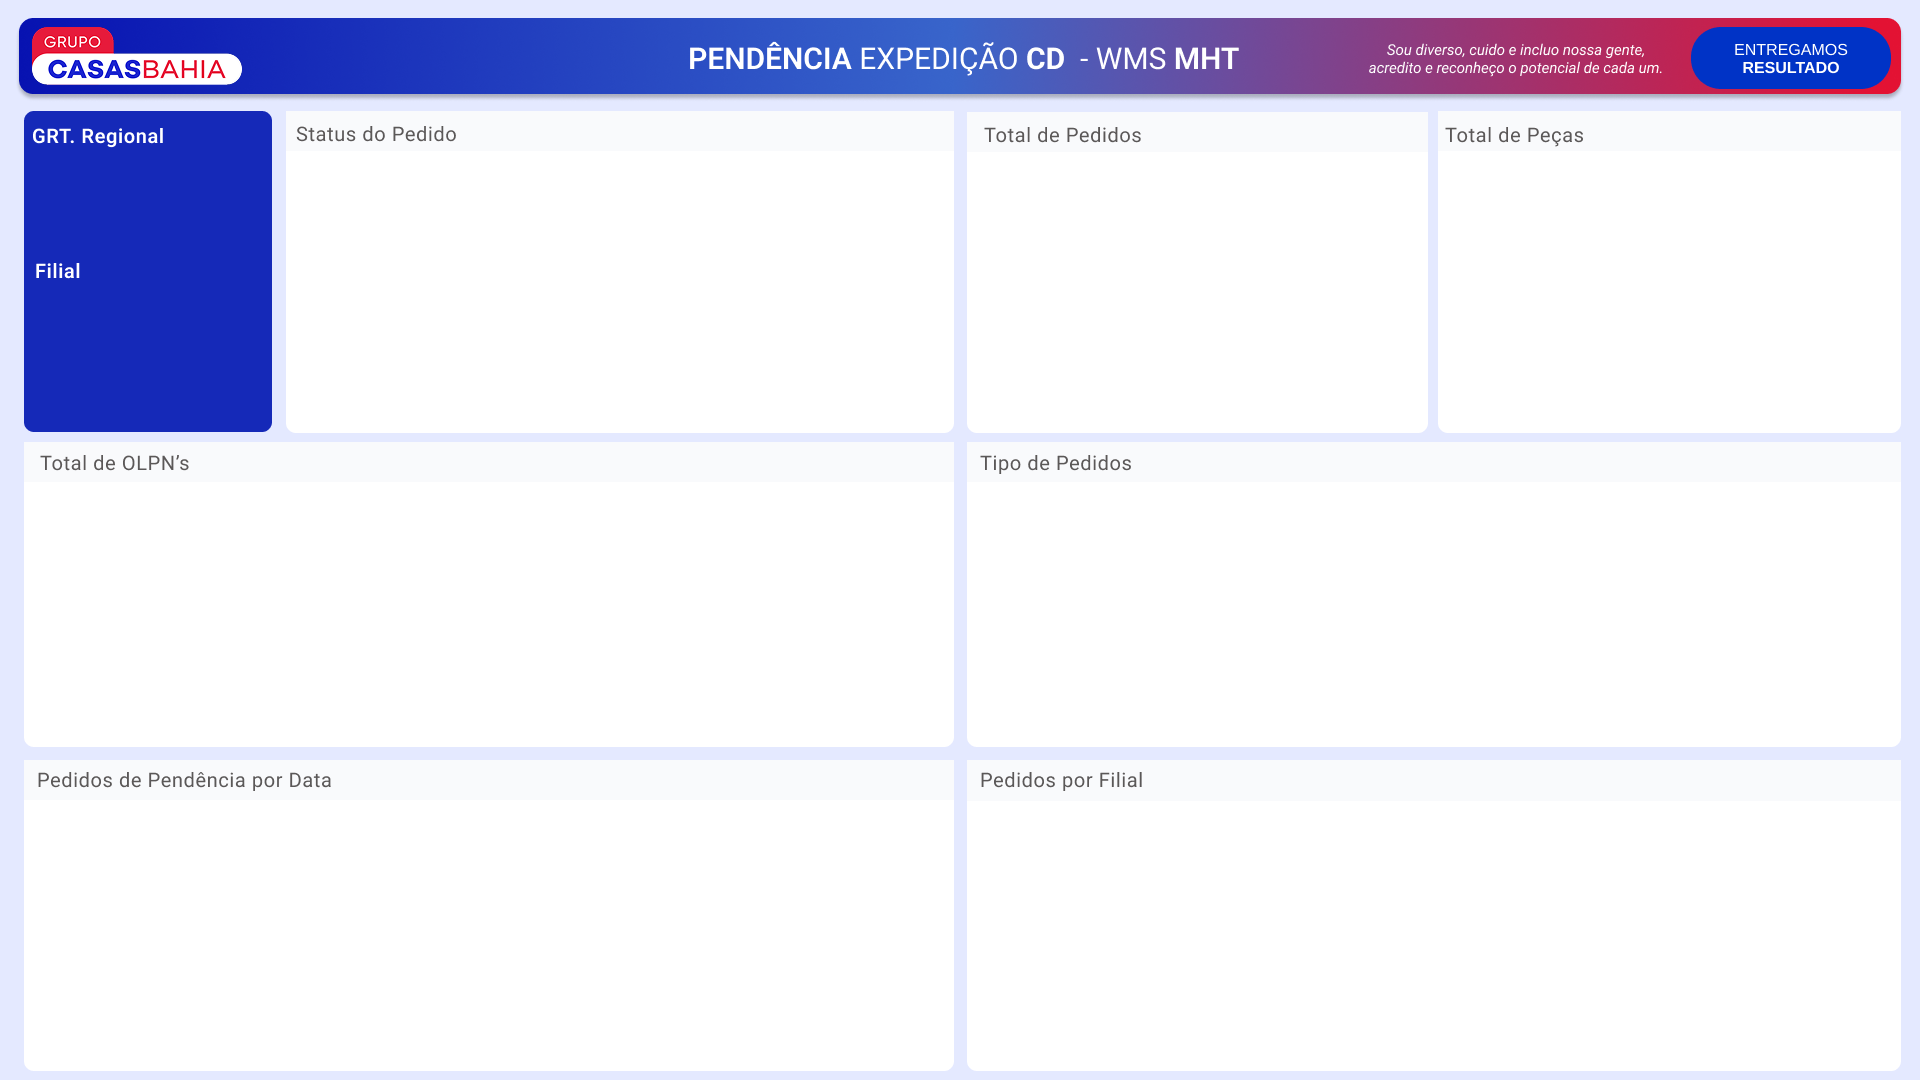 GRUPO
CASASBAHIA
PENDÊNCIA EXPEDIÇÃO CD - WMS MHT
Sou diverso, cuido e incluo nossa gente,
acredito e reconheço o potencial de cada um.
ENTREGAMOS
RESULTADO
GRT. Regional
Filial
Status do Pedido
Total de Pedidos
Total de Peças
Total de OLPN’s
Tipo de Pedidos
Pedidos de Pendência por Data
Pedidos por Filial